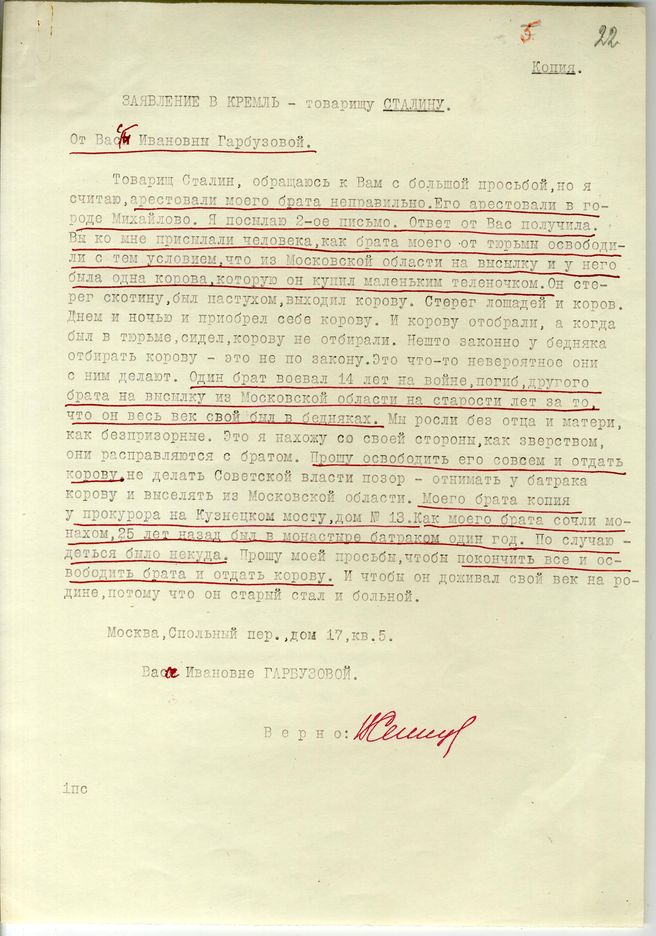 5.
22
Копия.
ЗАЯВЛЕНИЕ В КРЕМЛЬ - товарищу СТАЛИНУ.
От Ивановны Гарбузовой.
Товарищ Сталин, обращаюсь к Вам с большой просьбой,но я
считаю,арестовали моего брата неправильно.Его арестовали в го-
роде Михайлово. Я посылаю 2-ое письмо. Ответ от Вас получила.
Вы ко мне присылали человека,как брата моего от тюрьмы освободи-
ли с тем условием,что из Московской области на высылку и у него
была одна корова,которую он купил маленьким теленочком.Он сте-
рег скотину,был пастухом,выходил корову. Стерег лошадей и коров.
Днем и ночью и приобрел себе корову. И корову отобрали, а когда
был в тюрьме,сидел,корову не отбирали. Нешто законно у бедняка
отбирать корову - это не по закону.Это что-то невероятное они
с ним делают. Один брат воевал 14 лет на войне,погиб,другого
брата на высылку из Московской области на старости лет за то,
что он весь век свой был в бедняках. Мы росли без отца и матери,
как безпризорные. Это я нахожу со своей стороны,как зверством,
они расправляются с братом. Прошу освободить его совсем и отдать
корову,не делать Советской власти позор - отнимать у батрака
корову и выселять из Московской области. Моего брата копия
у прокурора на Кузнецком мосту,дом № 13.Как моего брата сочли мо-
нахом,25 лет назад был в монастыре батраком один год. По случаю -
деться было некуда. Прошу моей просьбы,чтобы покончить все и ос-
вободить брата и отдать корову. И чтобы он доживал свой век на ро-
дине,потому что он старый стал и больной.
Москва,Спольный пер.,дом 17,кв.5.
Ивановне ГАРБУЗОВОЙ.
Верно:
1пс